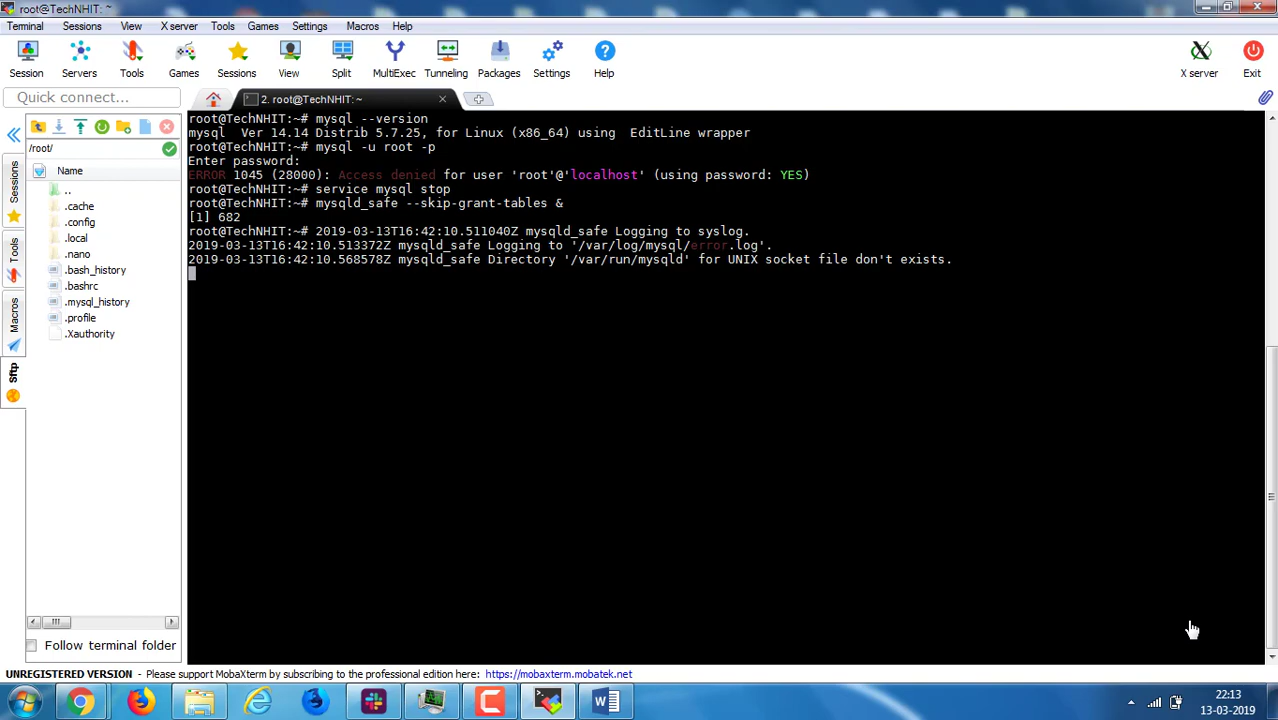 root@TechNHIT: ~
Terminal Sessions View X server Tools Games Settings Macros Help
Session Servers Tools Games Sessions View Split MultiExec Tunneling Packages Settings Help X server Exit
Quick connect...
2. root@TechNHIT: ~
/root/
Name
..
.cache
.config
.local
.nano
.bash_history
.bashrc
.mysql_history
.profile
.Xauthority
Sessions
Tools
Macros
Sftp
root@TechNHIT:~# mysql --version
mysql  Ver 14.14 Distrib 5.7.25, for Linux (x86_64) using  EditLine wrapper
root@TechNHIT:~# mysql -u root -p
Enter password:
ERROR 1045 (28000): Access denied for user 'root'@'localhost' (using password: YES)
root@TechNHIT:~# service mysql stop
root@TechNHIT:~# mysqld_safe --skip-grant-tables &
[1] 682
root@TechNHIT:~# 2019-03-13T16:42:10.511040Z mysqld_safe Logging to syslog.
2019-03-13T16:42:10.513372Z mysqld_safe Logging to '/var/log/mysql/error.log'.
2019-03-13T16:42:10.568578Z mysqld_safe Directory '/var/run/mysqld' for UNIX socket file don't exists.
Follow terminal folder
UNREGISTERED VERSION - Please support MobaXterm by subscribing to the professional edition here: https://mobaxterm.mobatek.net
22:13
13-03-2019